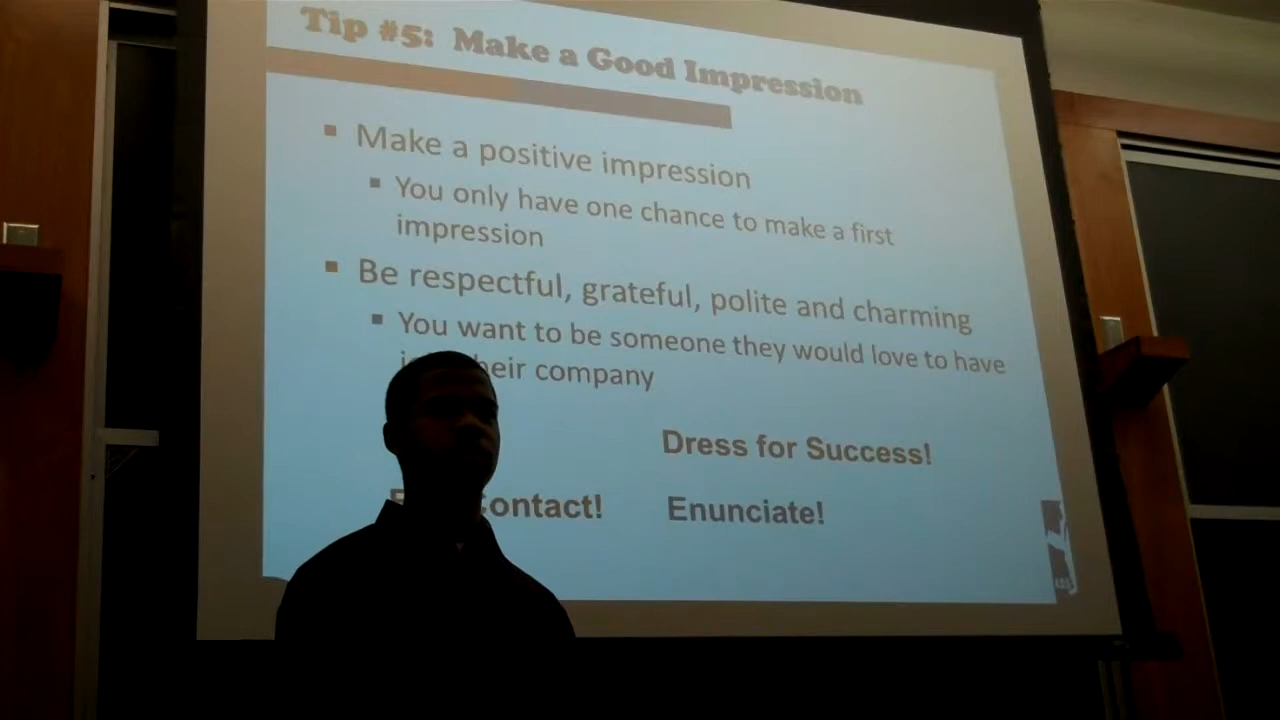 Tip #5: Make a Good Impression
▪ Make a positive impression
▪ You only have one chance to make a first
impression
▪ Be respectful, grateful, polite and charming
▪ You want to be someone they would love to have
company
Dress for Success!
Enunciate!